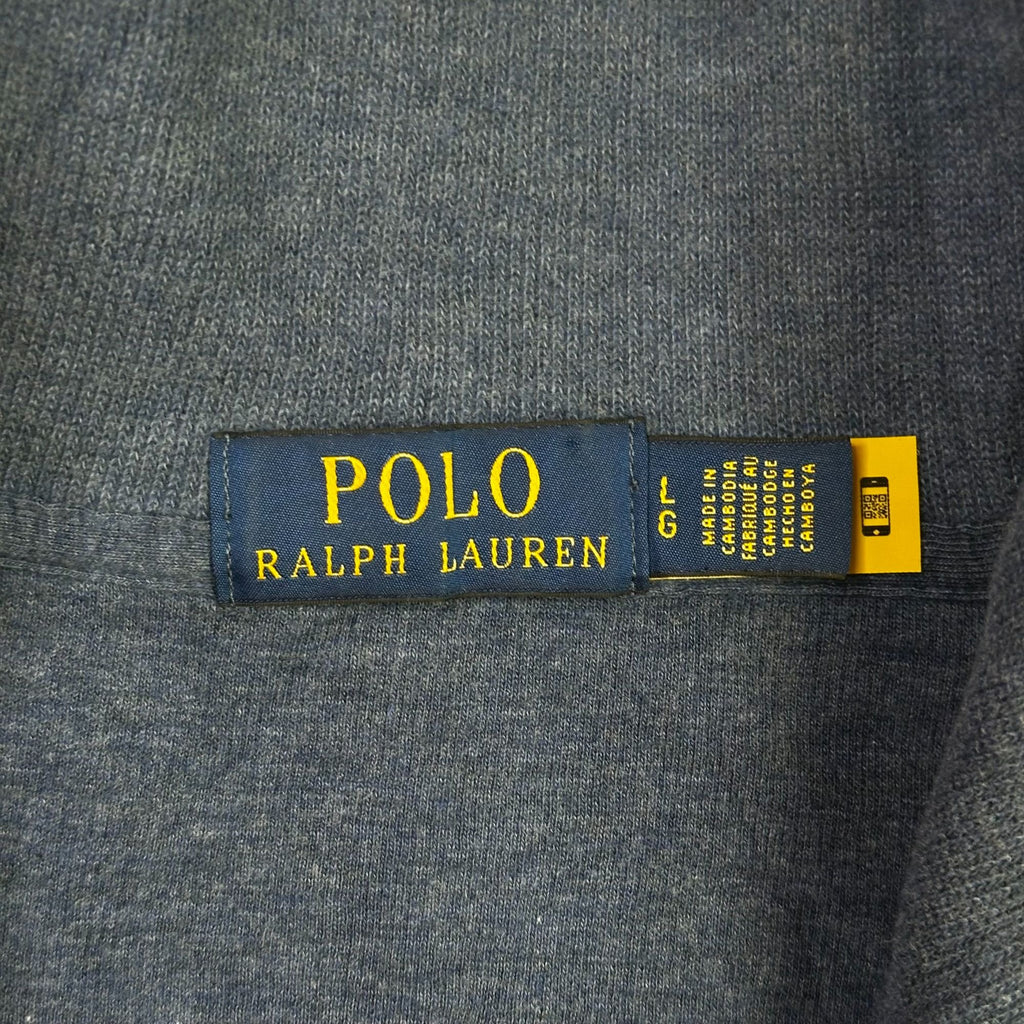 POLO
RALPH LAUREN
L
G
MADE IN
CAMBODIA
FABRIQUÉ AU
CAMBODGE
HECHO EN
CAMBOYA